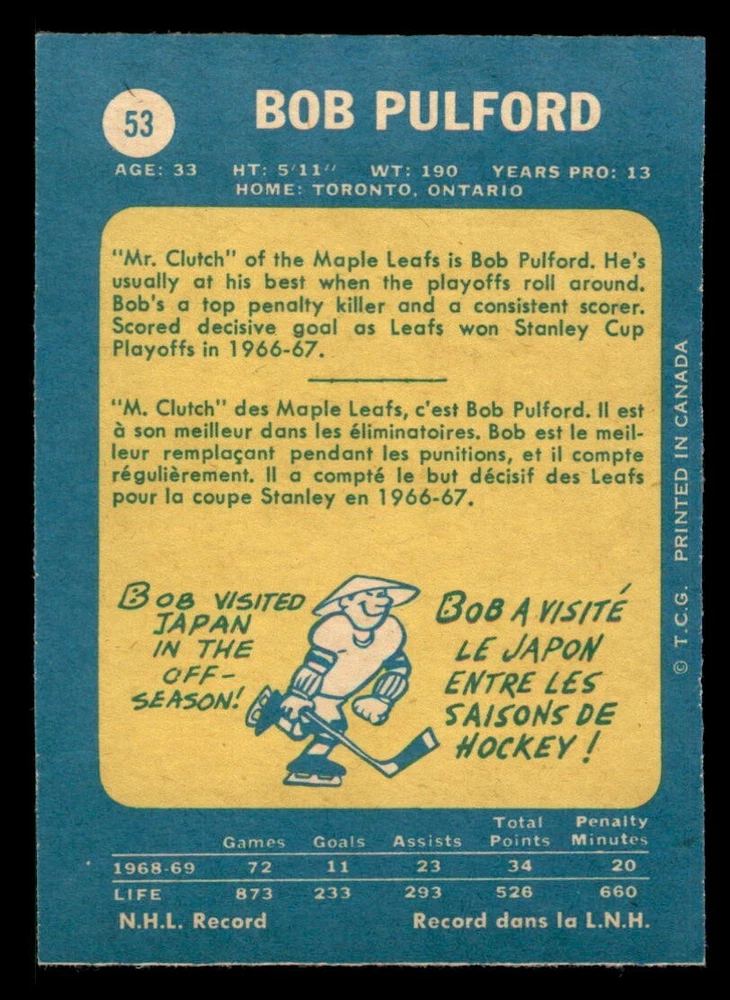 53
BOB PULFORD
AGE: 33 HT: 5'11" WT: 190 YEARS PRO: 13
HOME: TORONTO, ONTARIO
"Mr. Clutch" of the Maple Leafs is Bob Pulford. He's
usually at his best when the playoffs roll around.
Bob's a top penalty killer and a consistent scorer.
Scored decisive goal as Leafs won Stanley Cup
Playoffs in 1966-67.
"M. Clutch" des Maple Leafs, c'est Bob Pulford. Il est
à son meilleur dans les éliminatoires. Bob est le meil-
leur remplaçant pendant les punitions, et il compte
régulièrement. Il a compté le but décisif des Leafs
pour la coupe Stanley en 1966-67.
BOB VISITED
JAPAN
IN THE
OFF-
SEASON!
BOB A VISITÉ
LE JAPON
ENTRE LES
SAISONS DE
HOCKEY!
© T.C.G. PRINTED IN CANADA
Games Goals Assists Total Points Penalty Minutes
1968-69 72 11 23 34 20
LIFE 873 233 293 526 660
N.H.L. Record Record dans la L.N.H.